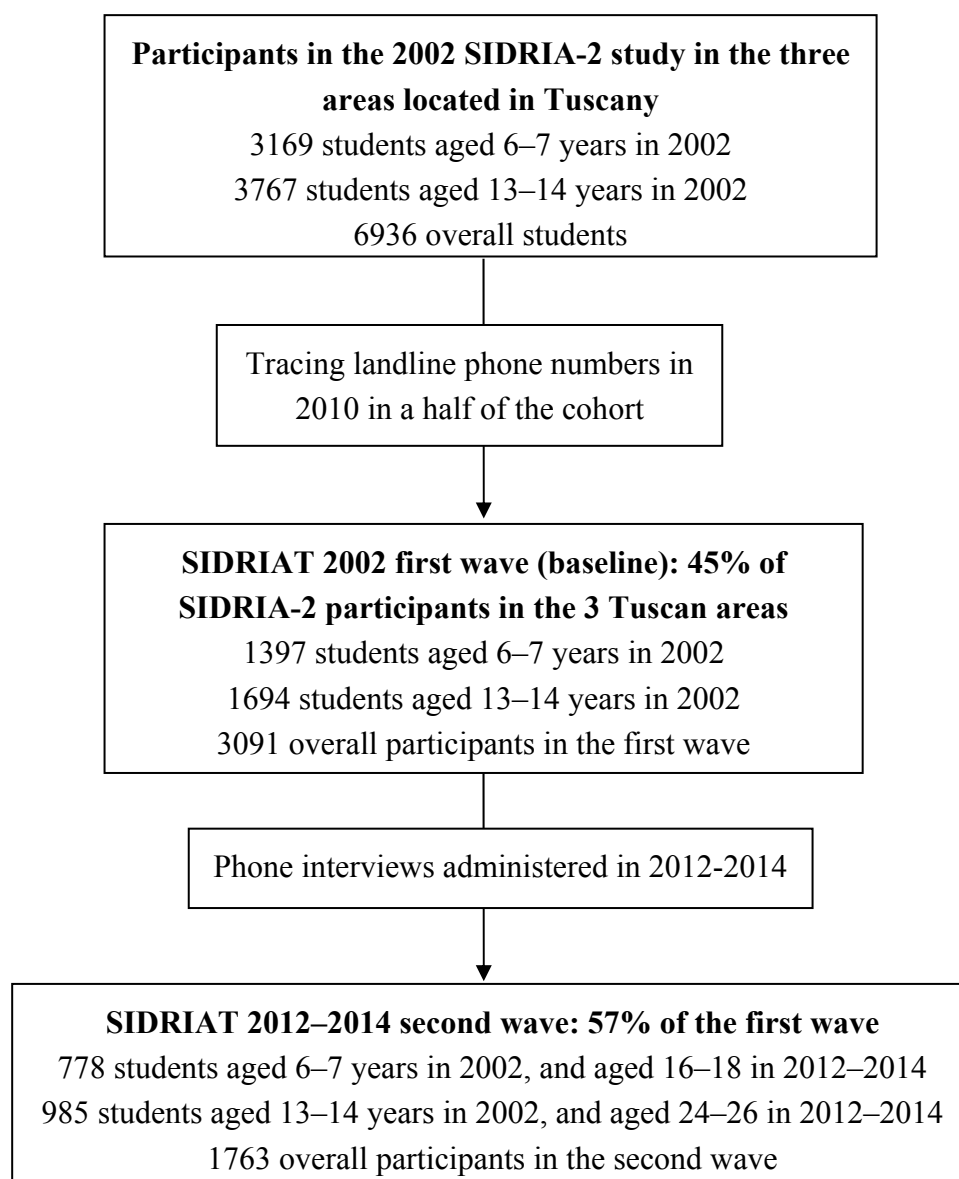 Participants in the 2002 SIDRIA-2 study in the three
areas located in Tuscany
3169 students aged 6–7 years in 2002
3767 students aged 13–14 years in 2002
6936 overall students
Tracing landline phone numbers in
2010 in a half of the cohort
SIDRIAT 2002 first wave (baseline): 45% of
SIDRIA-2 participants in the 3 Tuscan areas
1397 students aged 6–7 years in 2002
1694 students aged 13–14 years in 2002
3091 overall participants in the first wave
Phone interviews administered in 2012-2014
SIDRIAT 2012–2014 second wave: 57% of the first wave
778 students aged 6–7 years in 2002, and aged 16–18 in 2012–2014
985 students aged 13–14 years in 2002, and aged 24–26 in 2012–2014
1763 overall participants in the second wave